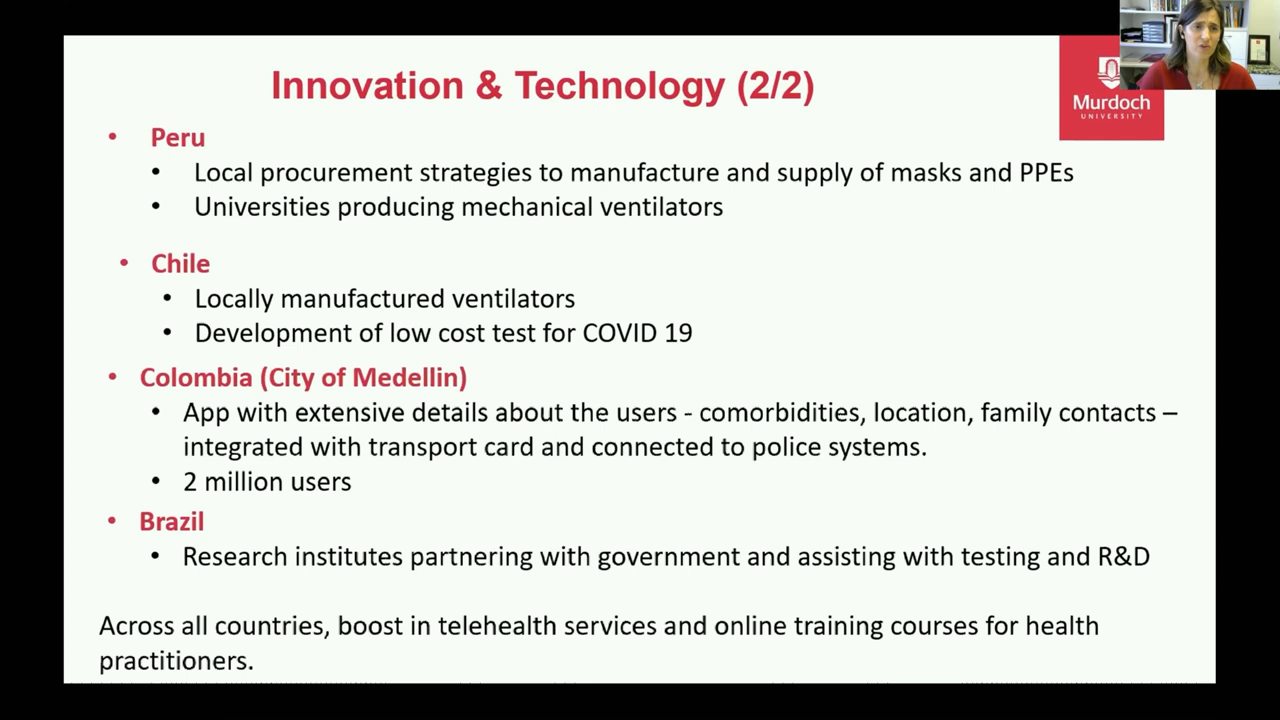 Innovation & Technology (2/2)
Murdoch
UNIVERSITY
• Peru
• Local procurement strategies to manufacture and supply of masks and PPEs
• Universities producing mechanical ventilators
• Chile
• Locally manufactured ventilators
• Development of low cost test for COVID 19
• Colombia (City of Medellin)
• App with extensive details about the users - comorbidities, location, family contacts –
integrated with transport card and connected to police systems.
• 2 million users
• Brazil
• Research institutes partnering with government and assisting with testing and R&D
Across all countries, boost in telehealth services and online training courses for health
practitioners.